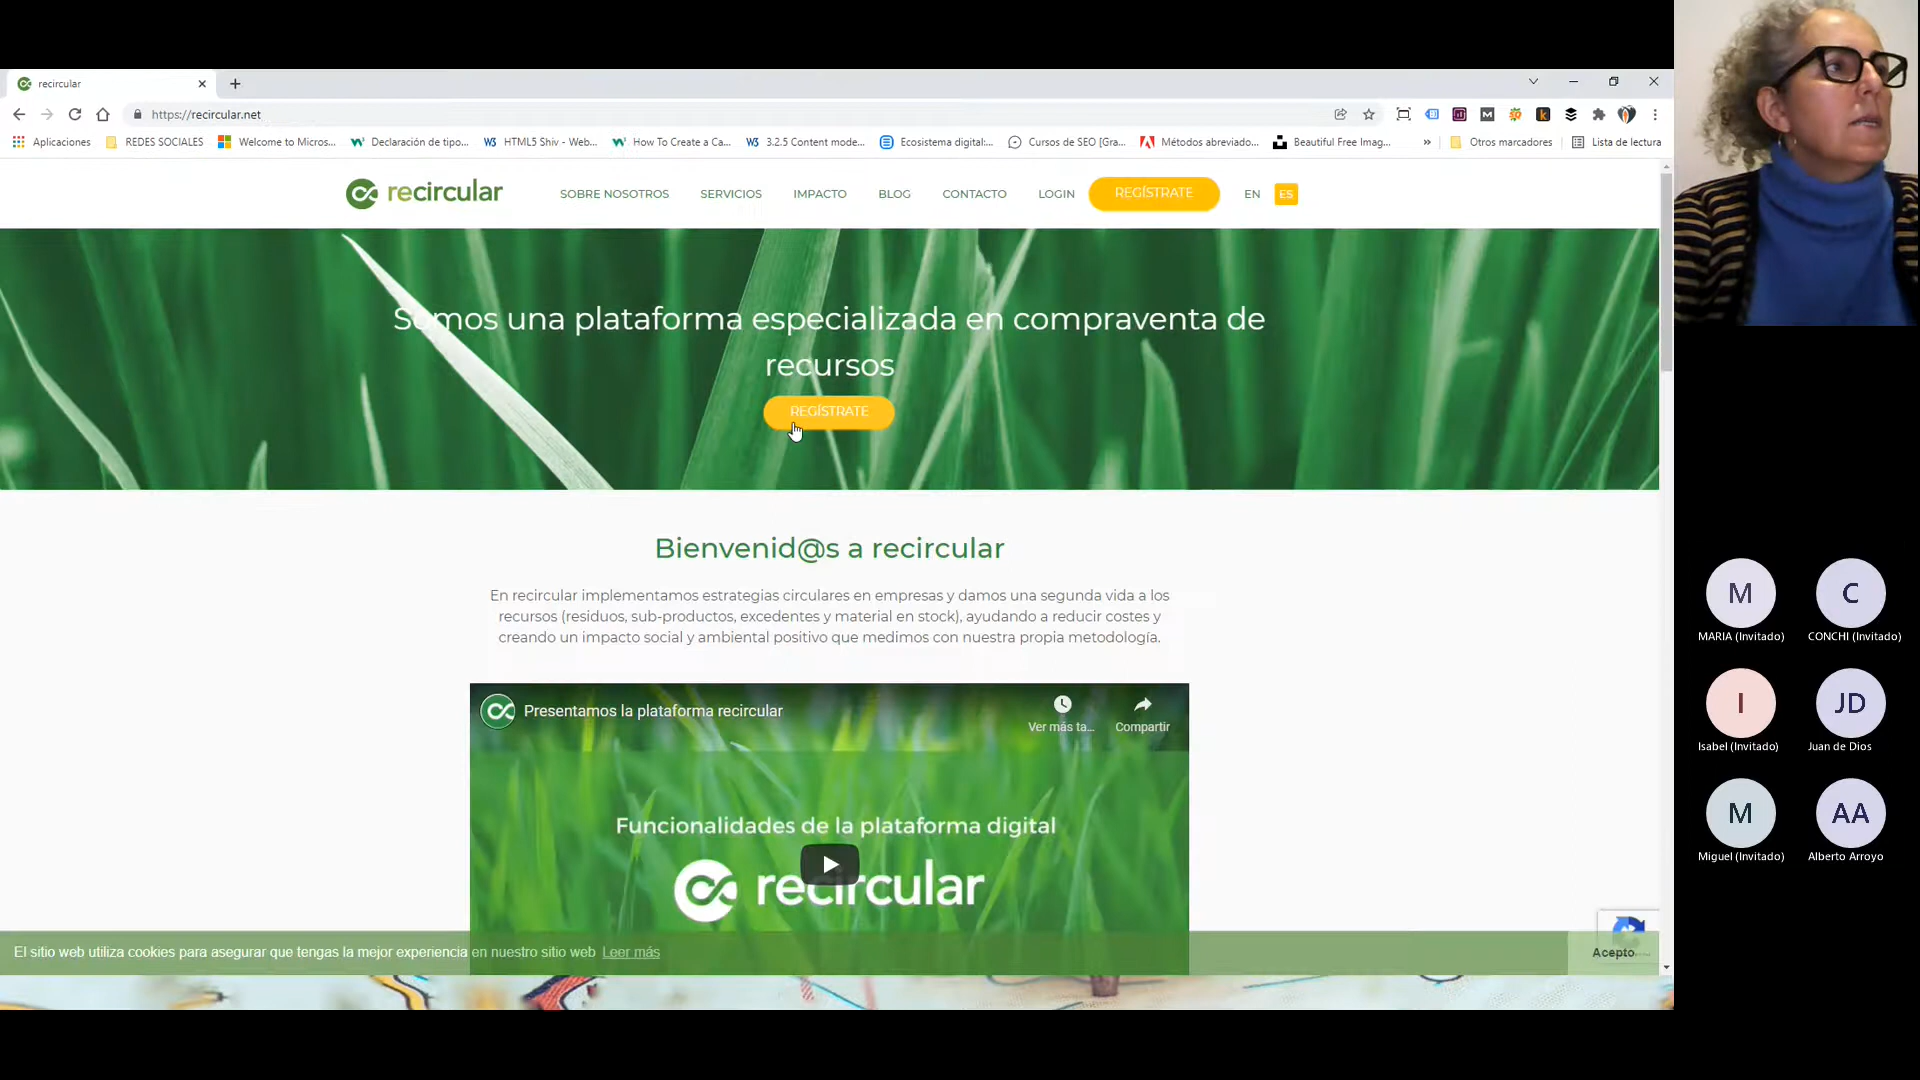 recircular
https://recircular.net
Aplicaciones
REDES SOCIALES
Welcome to Micros...
Declaración de tipo...
HTML5 Shiv - Web...
How To Create a Ca...
3.2.5 Content mode...
Ecosistema digital:...
Cursos de SEO [Gra...
Métodos abreviado...
Beautiful Free Imag...
»
Otros marcadores
Lista de lectura
recircular
SOBRE NOSOTROS
SERVICIOS
IMPACTO
BLOG
CONTACTO
LOGIN
REGÍSTRATE
EN
ES
Somos una plataforma especializada en compraventa de
recursos
REGÍSTRATE
Bienvenid@s a recircular
En recircular implementamos estrategias circulares en empresas y damos una segunda vida a los
recursos (residuos, sub-productos, excedentes y material en stock), ayudando a reducir costes y
creando un impacto social y ambiental positivo que medimos con nuestra propia metodología.
Presentamos la plataforma recircular
Ver más ta...
Compartir
Funcionalidades de la plataforma digital
recircular
El sitio web utiliza cookies para asegurar que tengas la mejor experiencia en nuestro sitio web Leer más
Acepto
M
MARIA (Invitado)
C
CONCHI (Invitado)
I
Isabel (Invitado)
JD
Juan de Dios
M
Miguel (Invitado)
AA
Alberto Arroyo